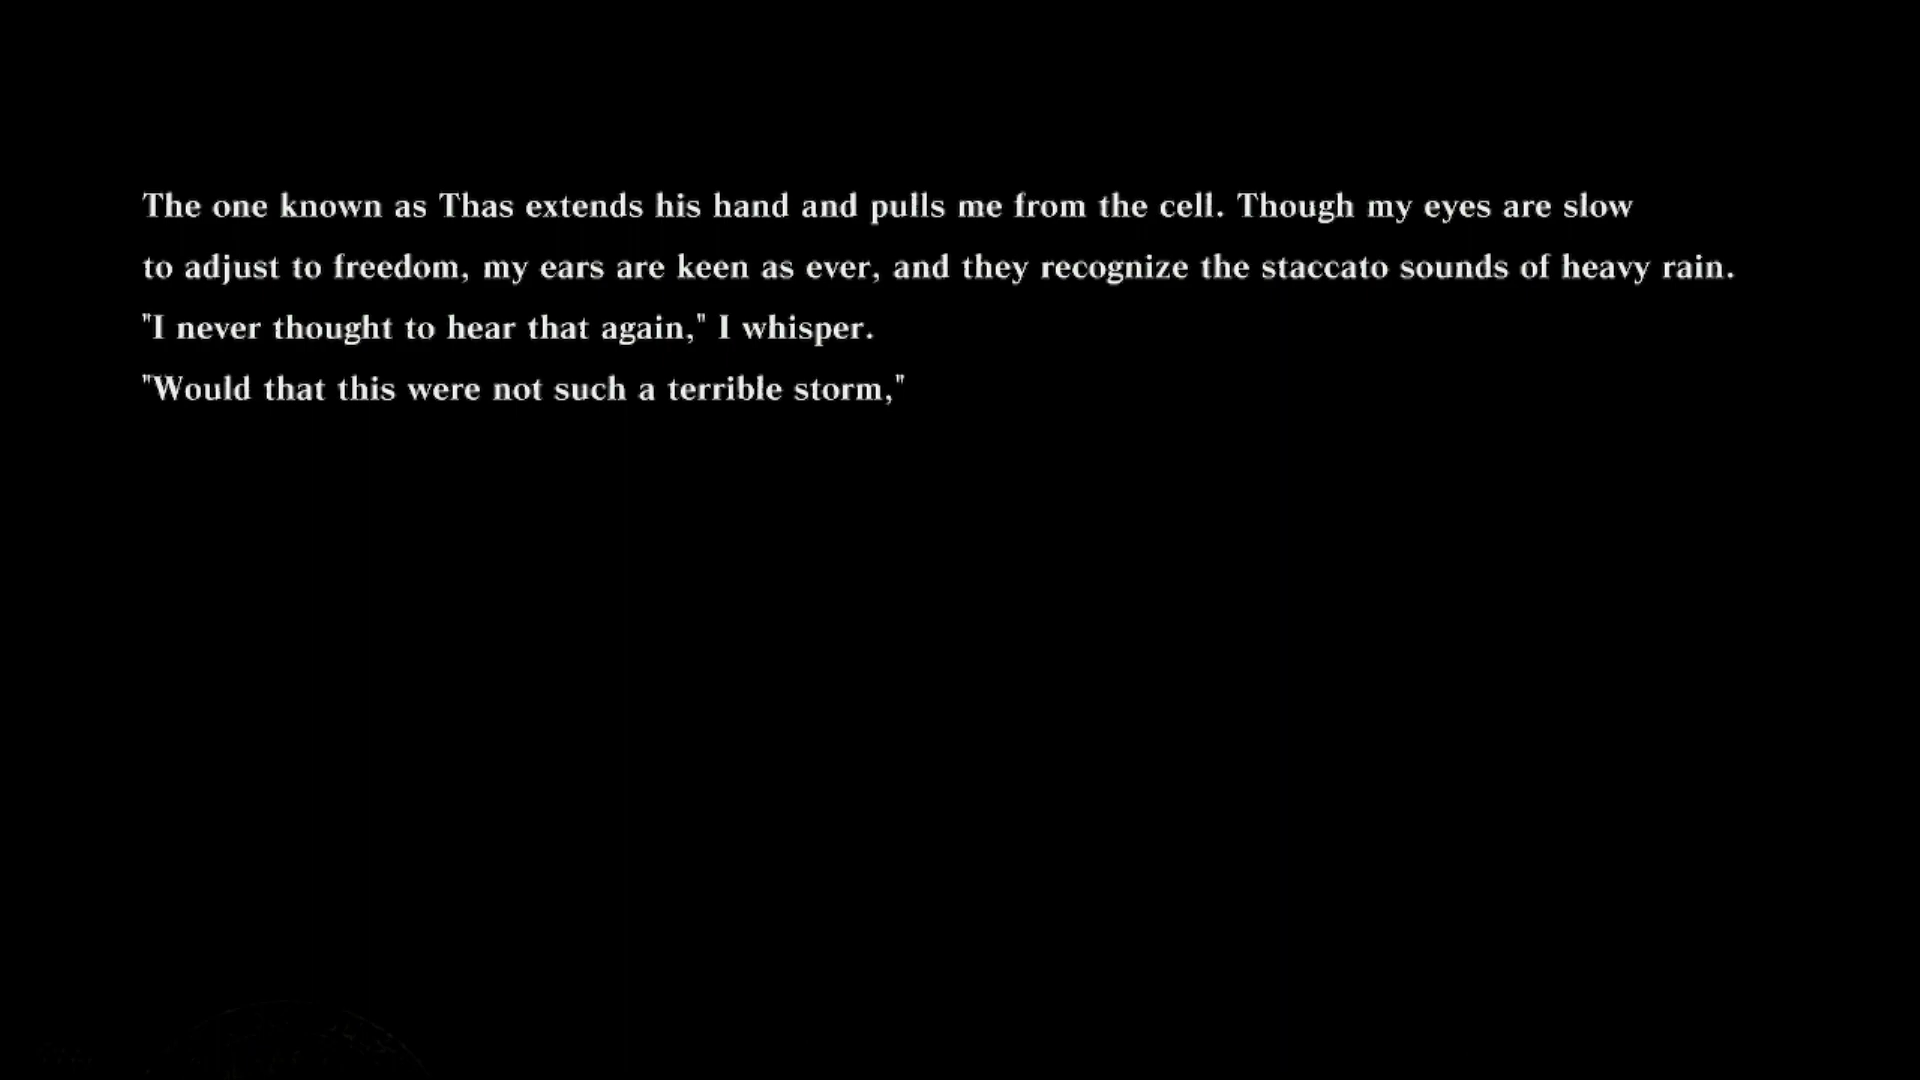 The one known as Thas extends his hand and pulls me from the cell. Though my eyes are slow
to adjust to freedom, my ears are keen as ever, and they recognize the staccato sounds of heavy rain.
"I never thought to hear that again," I whisper.
"Would that this were not such a terrible storm,"